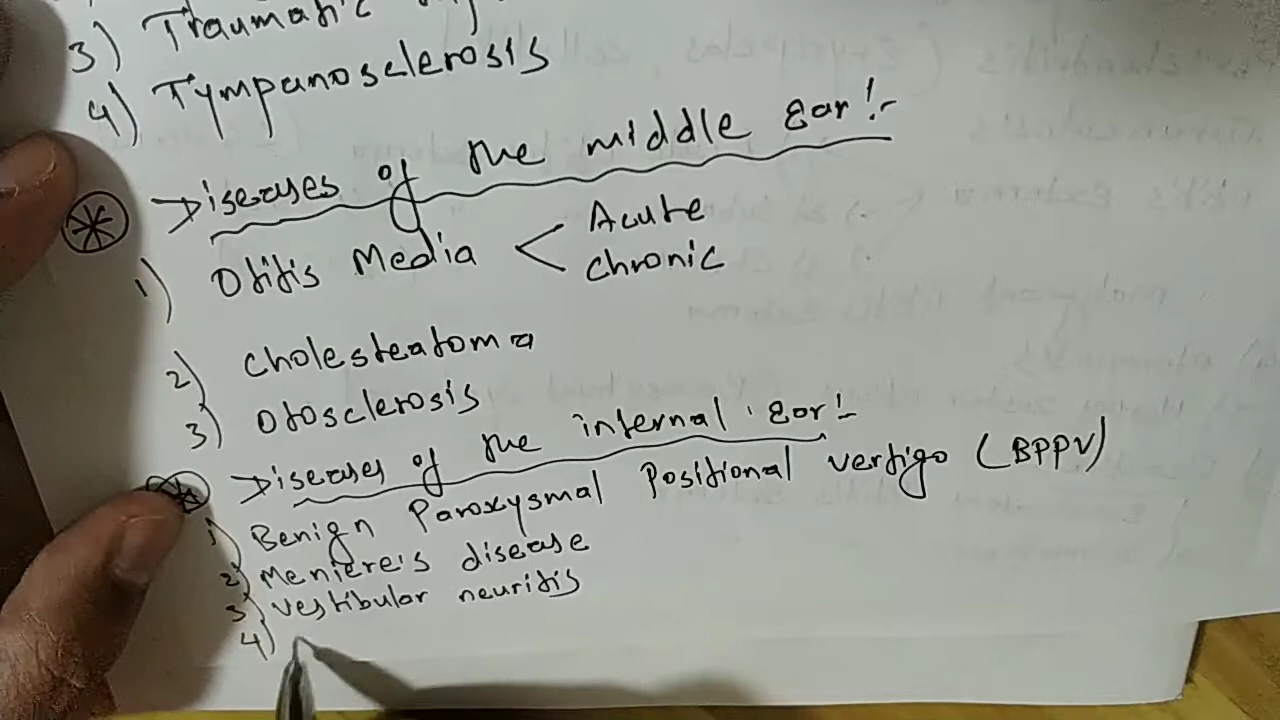 3) Traumatic
4) Tympanosclerosis
Diseases of the middle Ear:-
1) Otitis Media < Acute
Chronic
2) Cholesteatoma
3) Otosclerosis
Diseases of the internal Ear:-
1) Benign Paroxysmal Positional Vertigo (BPPV)
2) Meniere's disease
3) Vestibular neuritis
4)